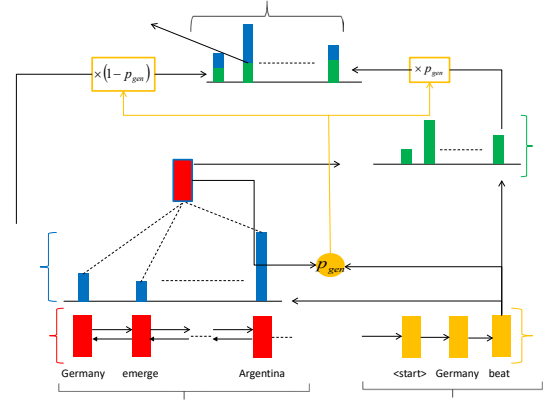 ×(1−p_gen)
×p_gen
p_gen
Germany emerge Argentina <start> Germany beat